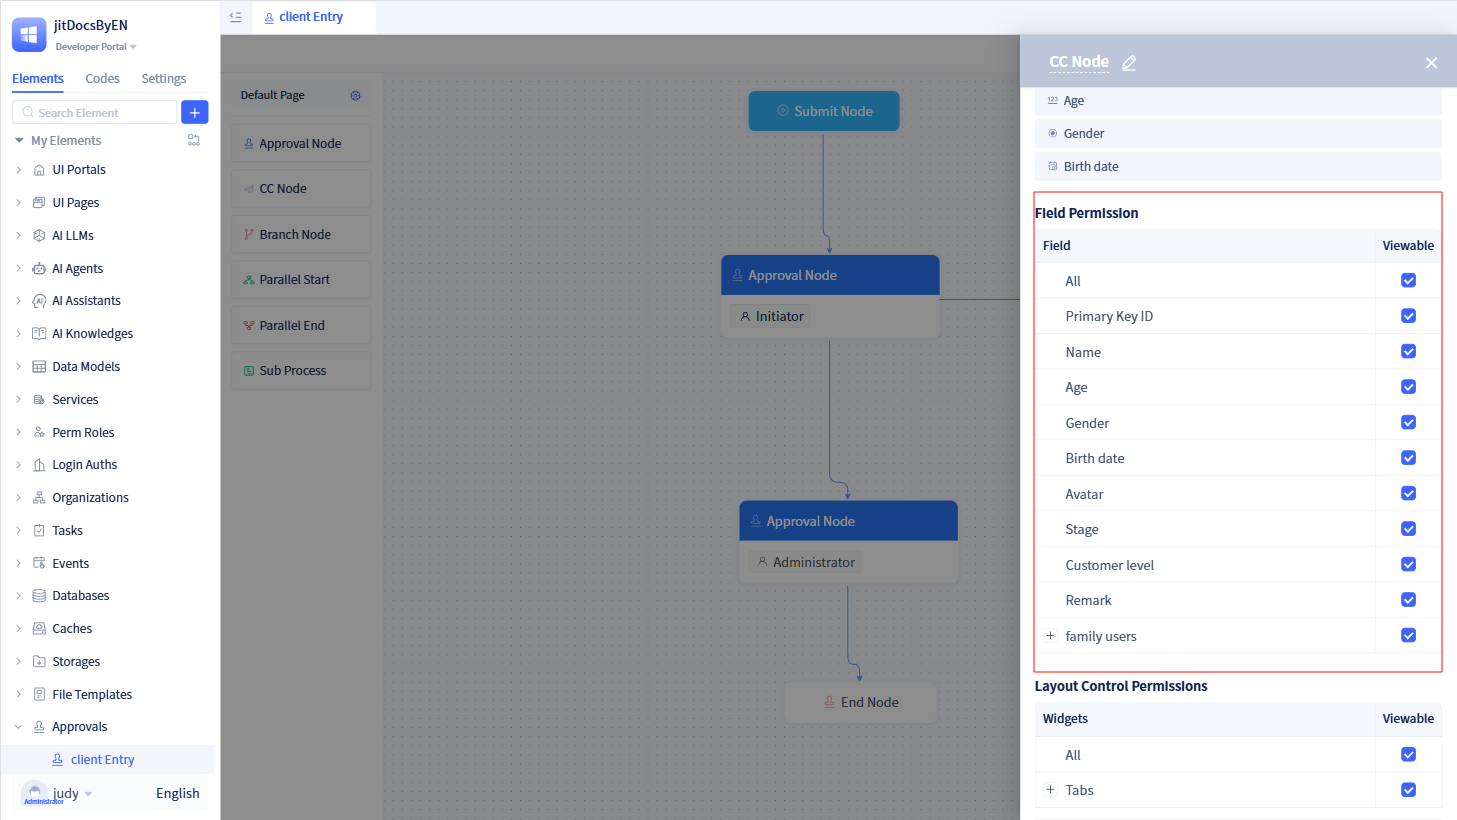 jitDocsByEN
Developer Portal
Elements Codes Settings
Search Element
My Elements
UI Portals
UI Pages
AI LLMs
AI Agents
AI Assistants
AI Knowledges
Data Models
Services
Perm Roles
Login Auths
Organizations
Tasks
Events
Databases
Caches
Storages
File Templates
Approvals
client Entry
judy
Administrator
English
client Entry
Default Page
Approval Node
CC Node
Branch Node
Parallel Start
Parallel End
Sub Process
Submit Node
Approval Node
Initiator
Approval Node
Administrator
End Node
CC Node
123 Age
Gender
Birth date
Field Permission
Field Viewable
All
Primary Key ID
Name
Age
Gender
Birth date
Avatar
Stage
Customer level
Remark
family users
Layout Control Permissions
Widgets Viewable
All
Tabs